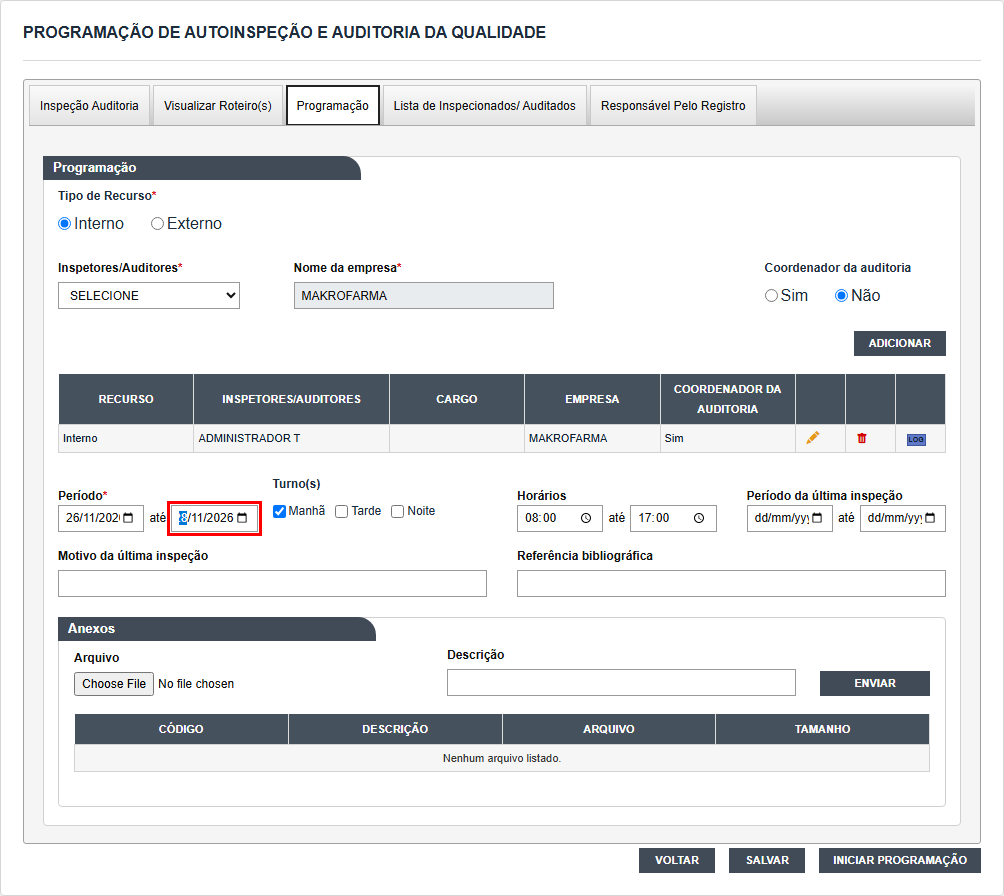 PROGRAMAÇÃO DE AUTOINSPEÇÃO E AUDITORIA DA QUALIDADE
Inspeção Auditoria Visualizar Roteiro(s) Programação Lista de Inspecionados/ Auditados Responsável Pelo Registro
Programação
Tipo de Recurso*
Interno Externo
Inspetores/Auditores* Nome da empresa* Coordenador da auditoria
SELECIONE MAKROFARMA Sim Não
ADICIONAR
RECURSO INSPETORES/AUDITORES CARGO EMPRESA COORDENADOR DA AUDITORIA
Interno ADMINISTRADOR T MAKROFARMA Sim LOG
Período* Turno(s) Horários Período da última inspeção
26/11/202 até 8/11/2026 Manhã Tarde Noite 08:00 até 17:00 dd/mm/yyy até dd/mm/yyy
Motivo da última inspeção Referência bibliográfica
Anexos
Arquivo Descrição
Choose File No file chosen ENVIAR
CÓDIGO DESCRIÇÃO ARQUIVO TAMANHO
Nenhum arquivo listado.
VOLTAR SALVAR INICIAR PROGRAMAÇÃO